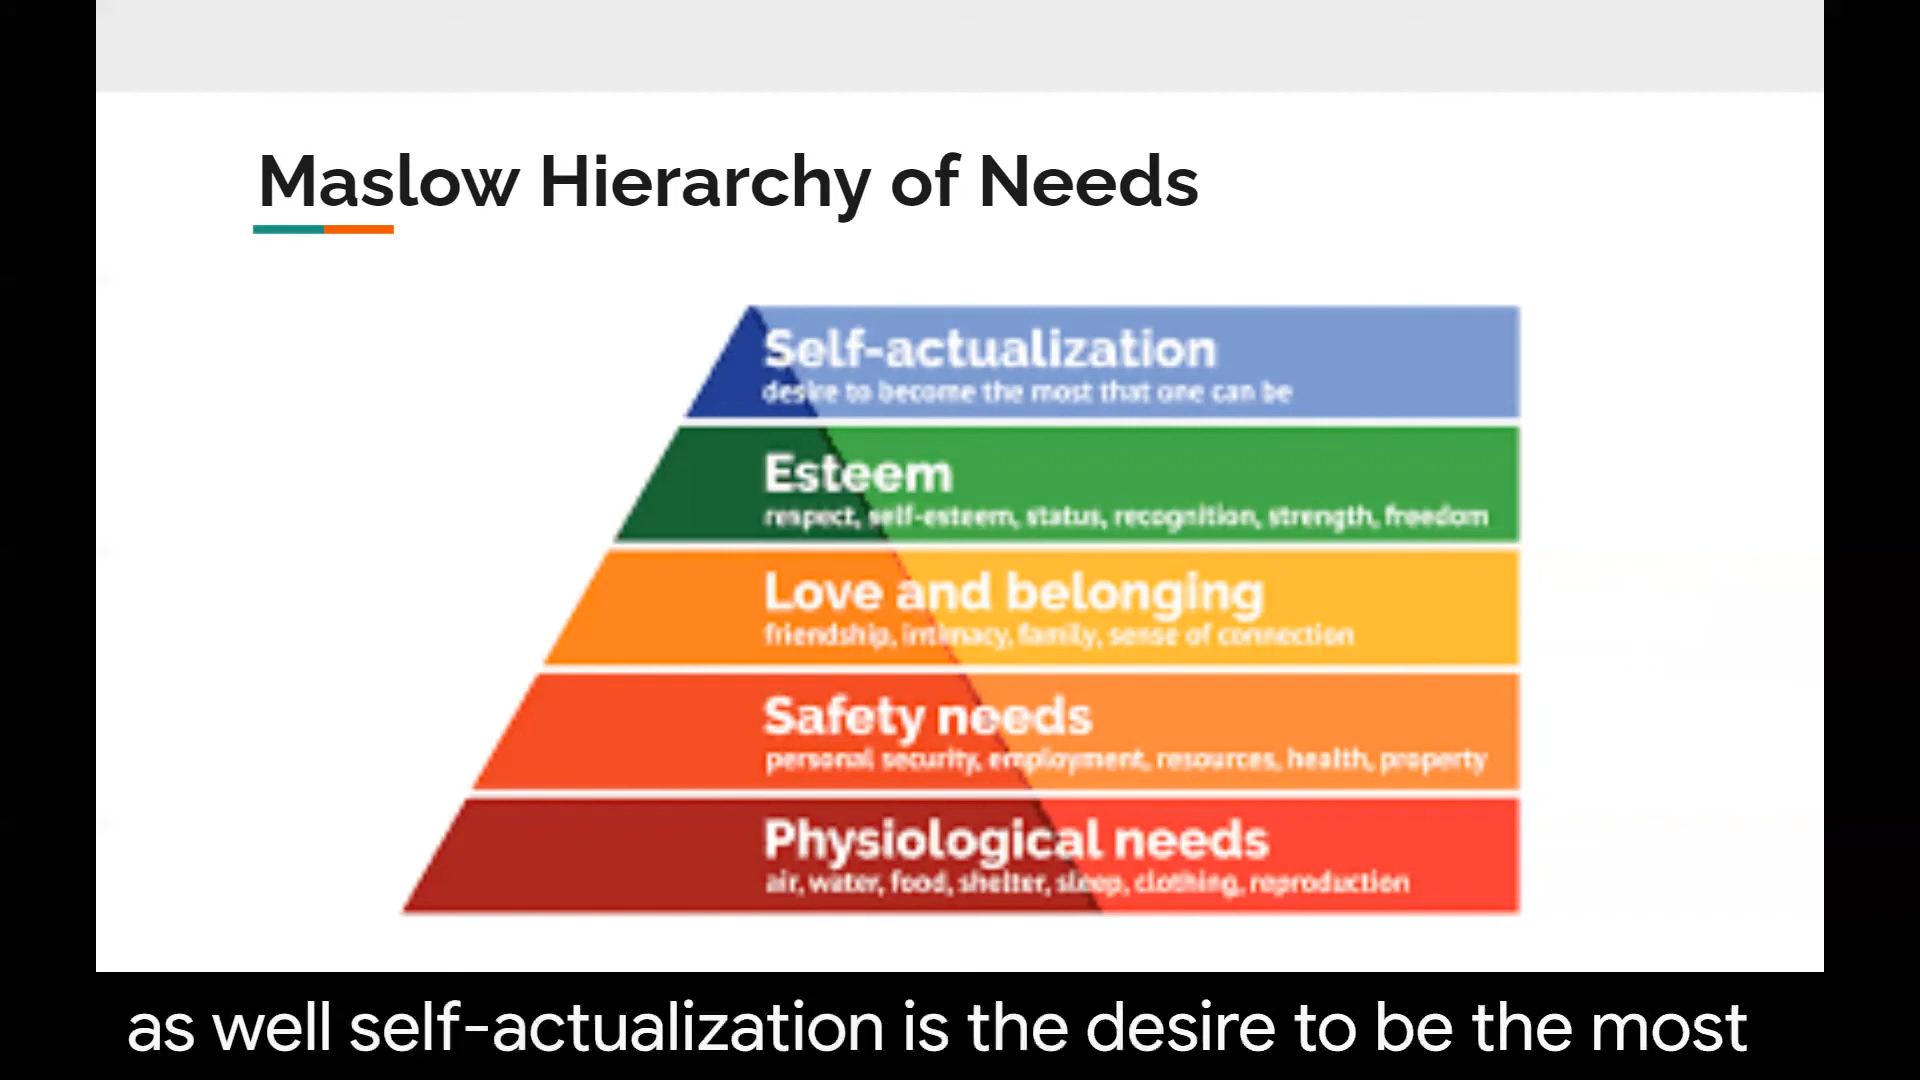 Maslow Hierarchy of Needs
Self-actualization
desire to become the most that one can be
Esteem
respect, self-esteem, status, recognition, strength, freedom
Love and belonging
friendship, intimacy, family, sense of connection
Safety needs
personal security, employment, resources, health, property
Physiological needs
air, water, food, shelter, sleep, clothing, reproduction
as well self-actualization is the desire to be the most